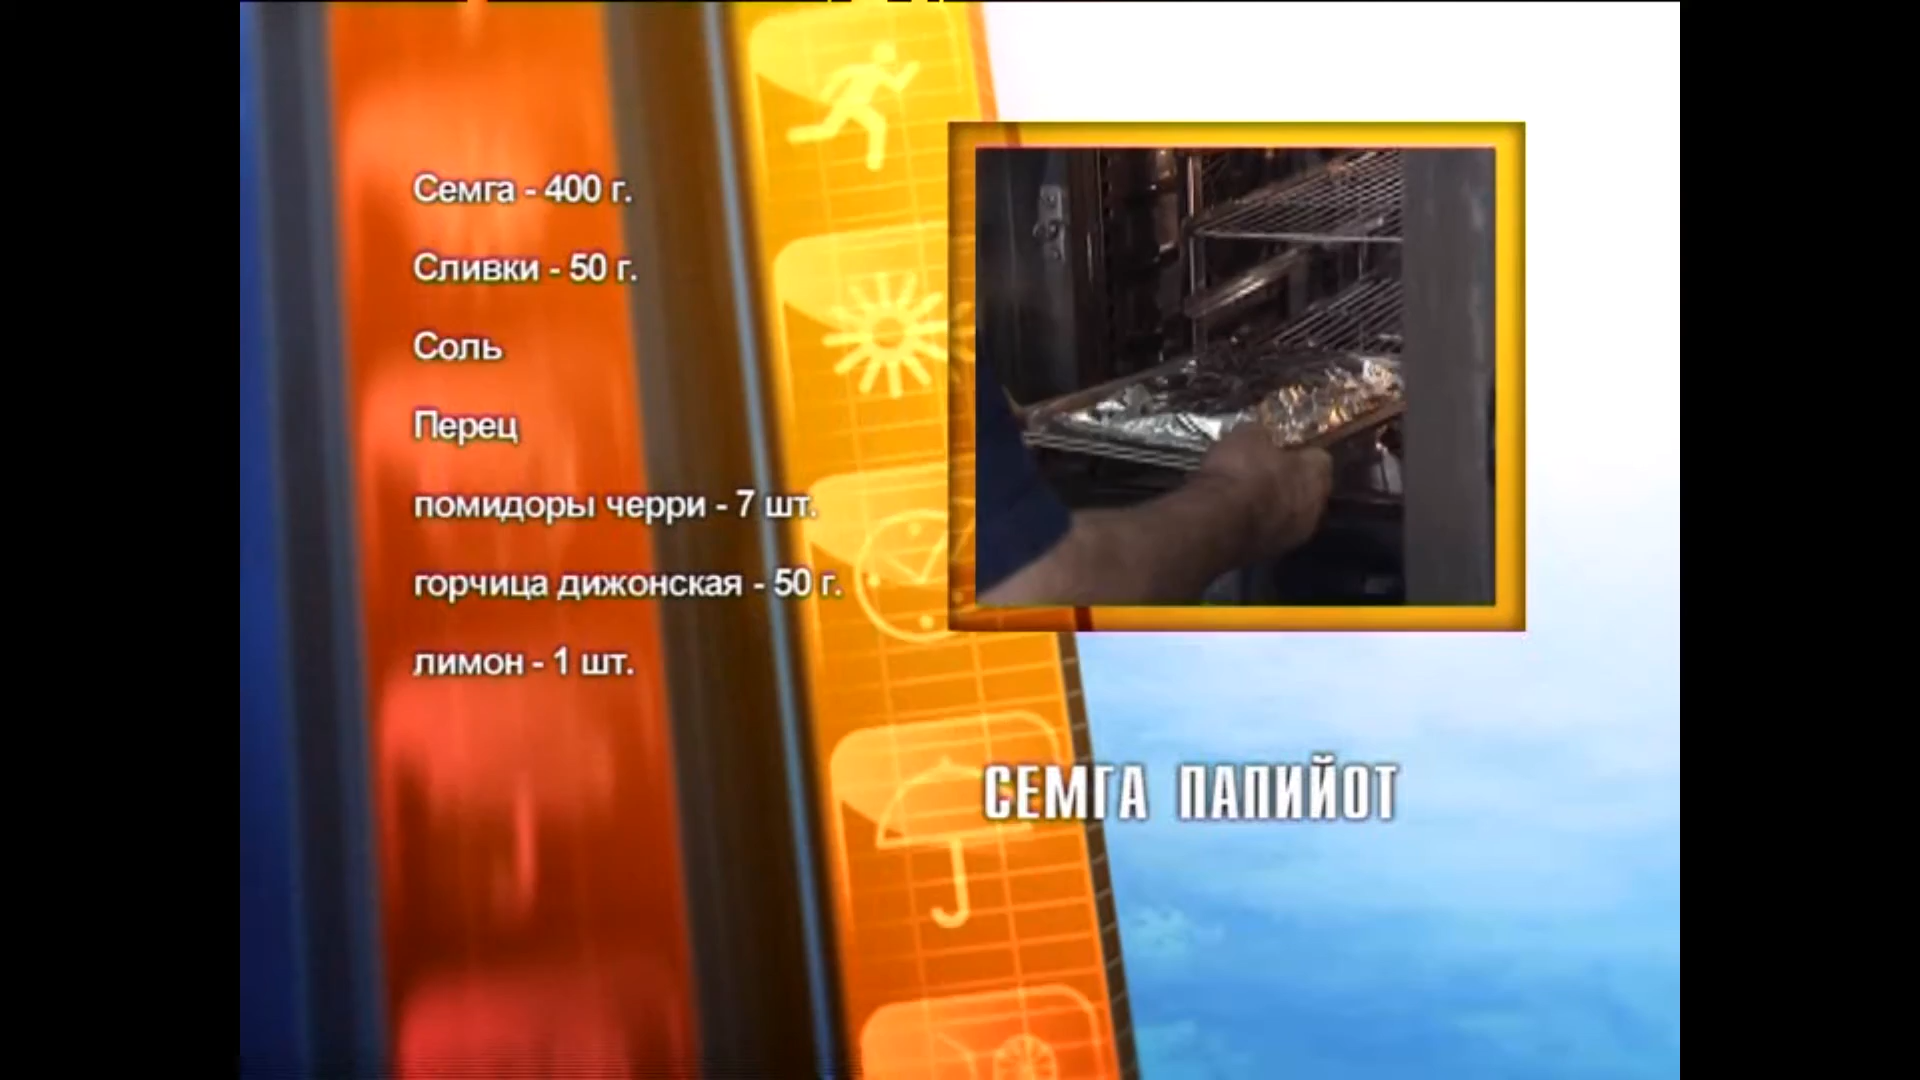 Семга - 400 г.
Сливки - 50 г.
Соль
Перец
помидоры черри - 7 шт.
горчица дижонская - 50 г.
лимон - 1 шт.
СЕМГА ПАПИЙОТ